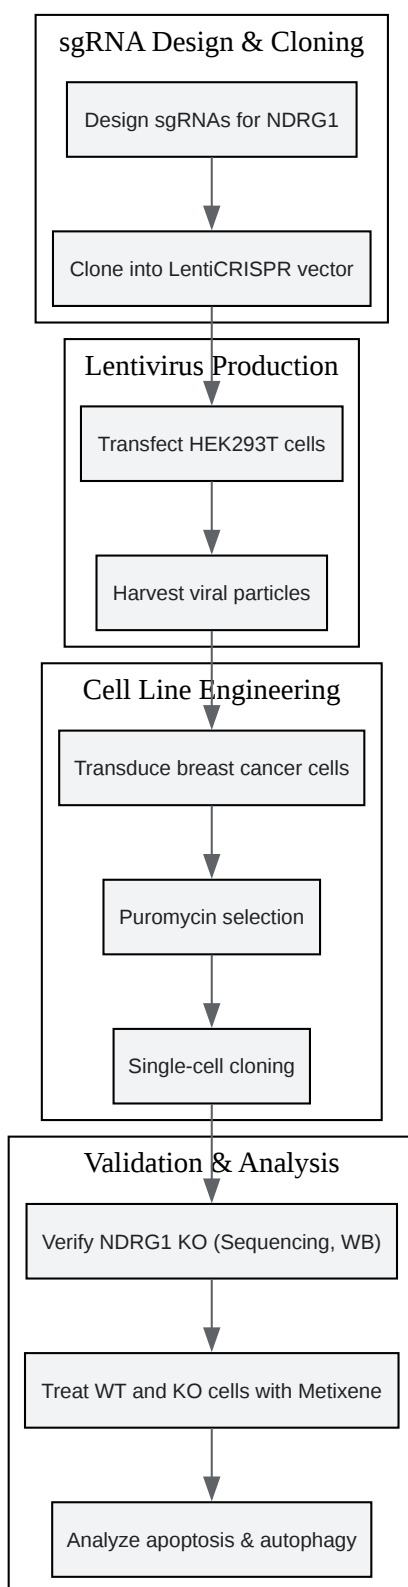 sgRNA Design & Cloning
Design sgRNAs for NDRG1
Clone into LentiCRISPR vector
Lentivirus Production
Transfect HEK293T cells
Harvest viral particles
Cell Line Engineering
Transduce breast cancer cells
Puromycin selection
Single-cell cloning
Validation & Analysis
Verify NDRG1 KO (Sequencing, WB)
Treat WT and KO cells with Metixene
Analyze apoptosis & autophagy